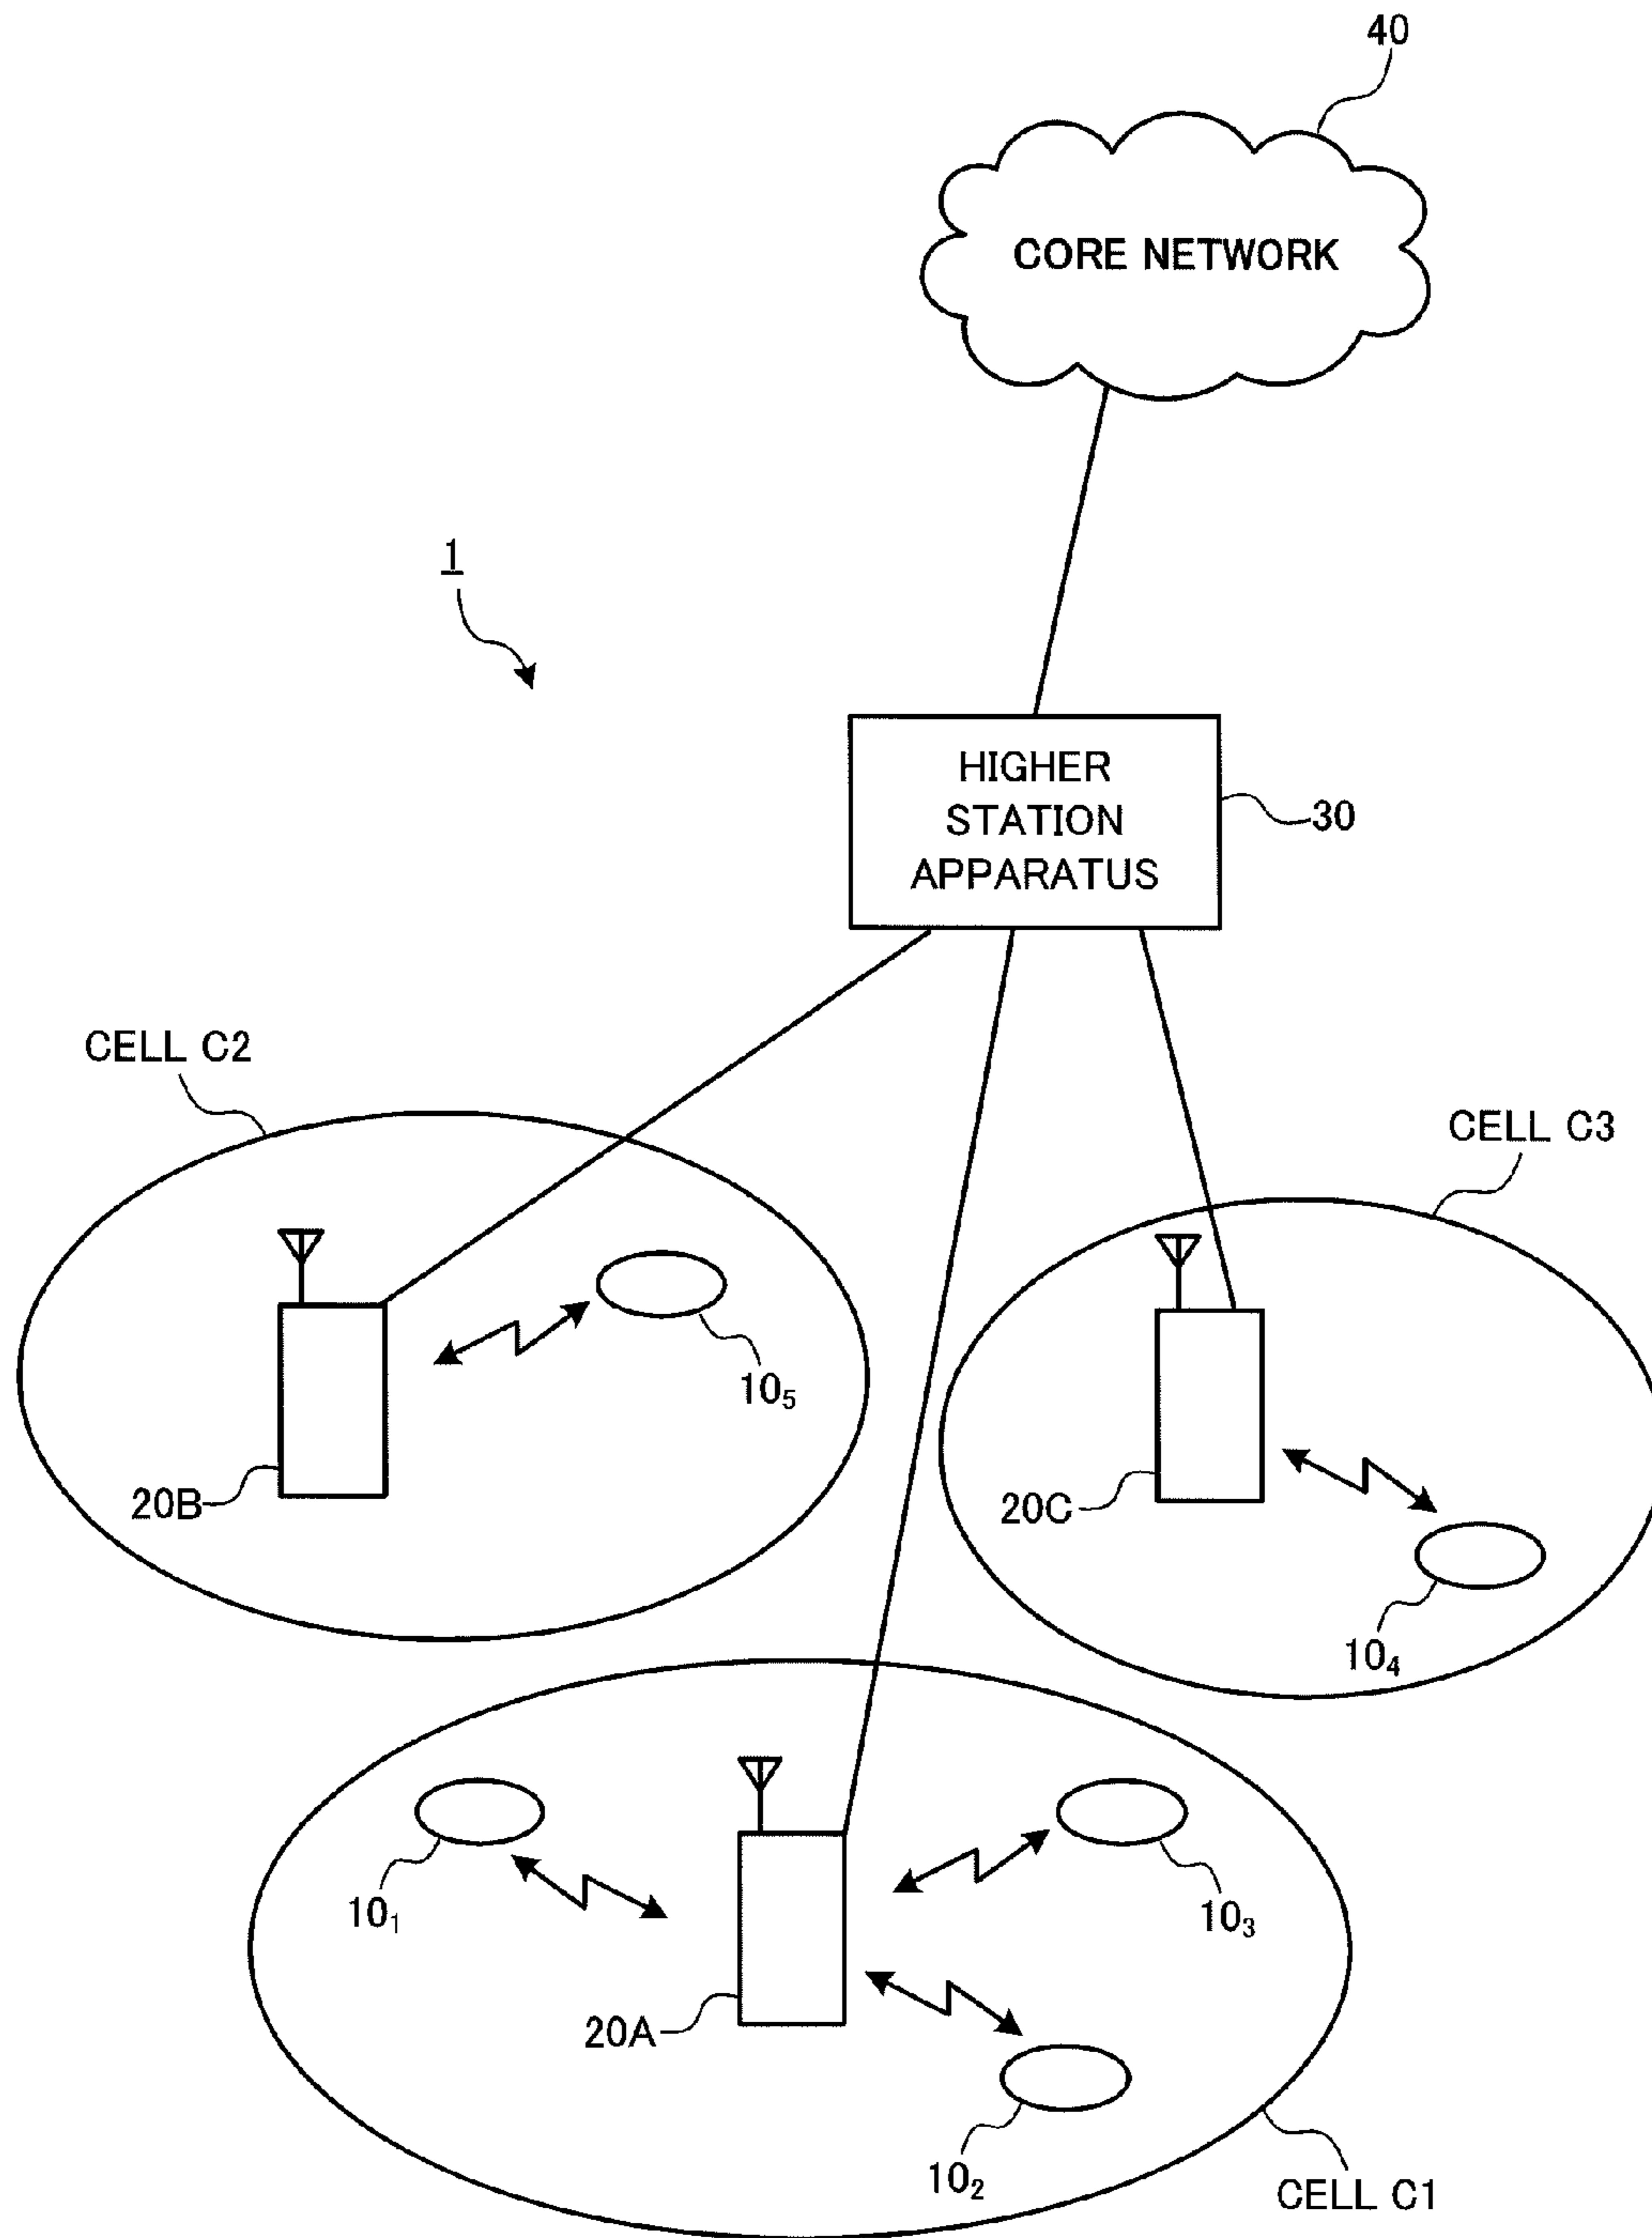 40
CORE NETWORK
1
HIGHER
STATION
APPARATUS
30
CELL C2
CELL C3
10₅
20B
20C
10₄
10₁
10₃
20A
10₂
CELL C1